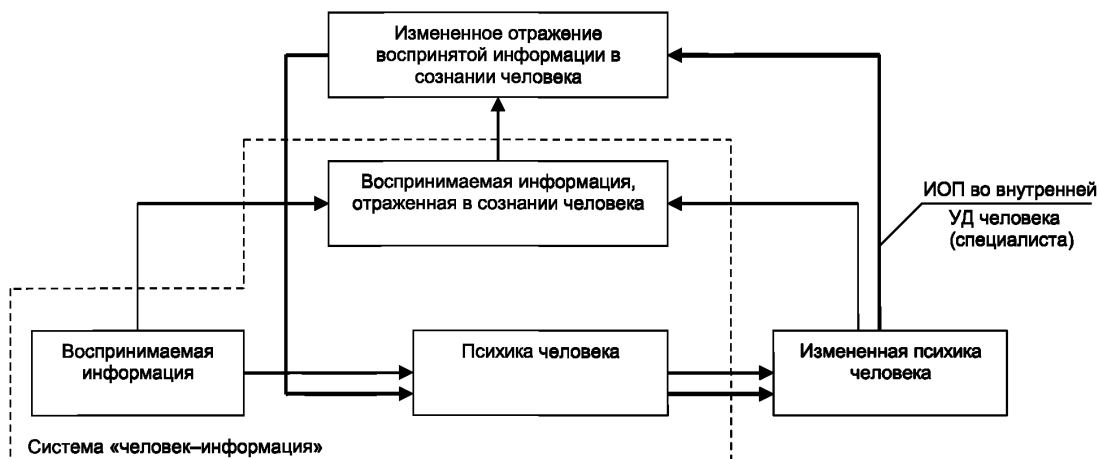 Измененное отражение
воспринятой информации в
сознании человека
Воспринимаемая информация,
отраженная в сознании человека
ИОП во внутренней
УД человека
(специалиста)
Воспринимаемая
информация
Психика человека
Измененная психика
человека
Система «человек–информация»